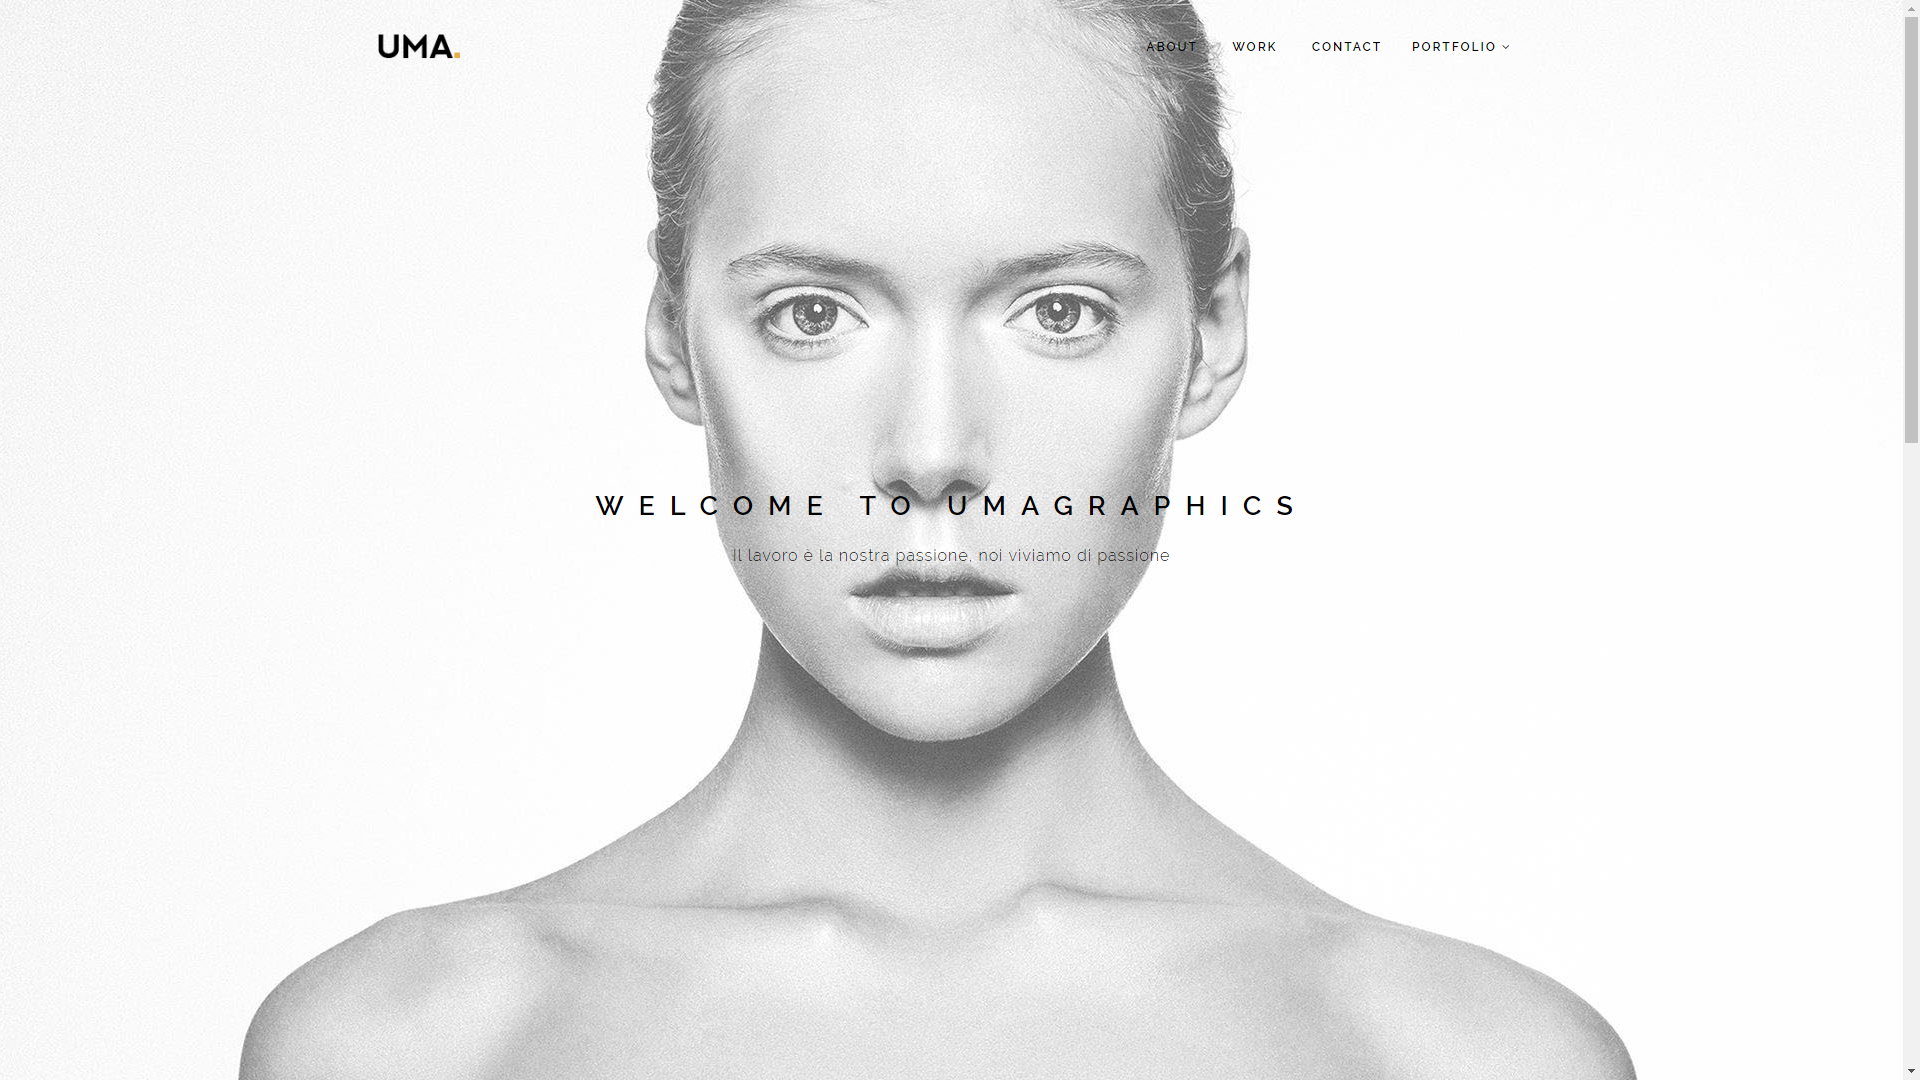 UMA.
ABOUT WORK CONTACT PORTFOLIO
WELCOME TO UMAGRAPHICS
Il lavoro è la nostra passione, noi viviamo di passione